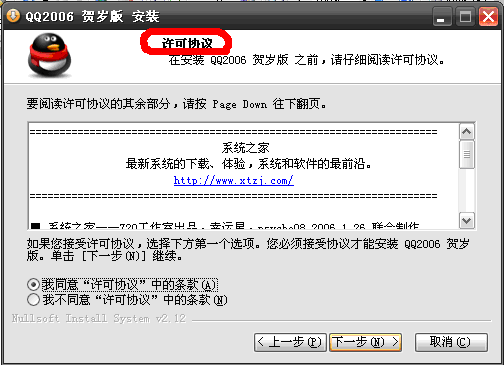 QQ2006 贺岁版 安装
许可协议
在安装 QQ2006 贺岁版 之前，请仔细阅读许可协议。
要阅读许可协议的其余部分，请按 Page Down 往下翻页。
系统之家
最新系统的下载、体验，系统和软件的最前沿。
http://www.xtzj.com/
■ 系统之家——720工作室出品，幸运星，psycho08 2006.1.26 联合制作
如果您接受许可协议，选择下方第一个选项。您必须接受协议才能安装 QQ2006 贺岁
版。单击 [下一步(N)] 继续。
我同意“许可协议”中的条款(A)
我不同意“许可协议”中的条款(N)
Nullsoft Install System v2.12
< 上一步(P) 下一步(N) > 取消(C)